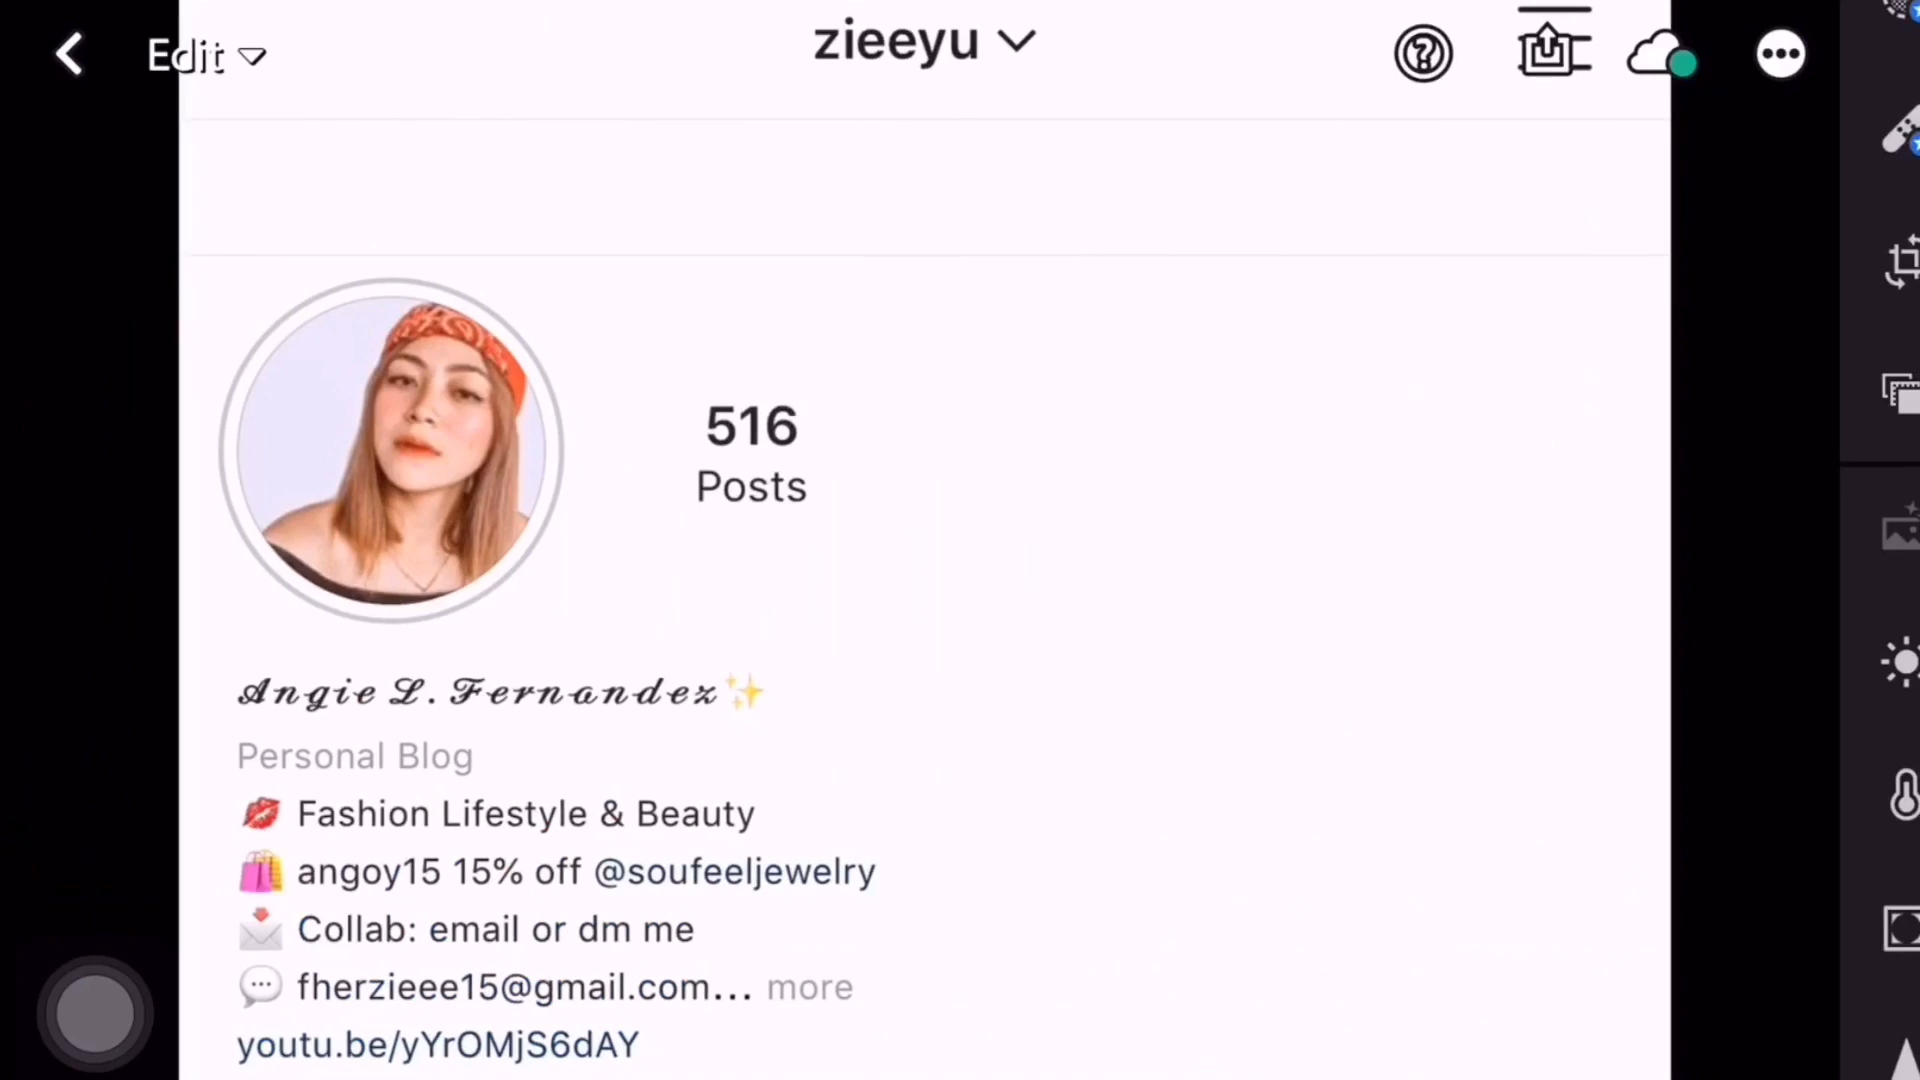 Edit
zieeyu
516
Posts
𝒜𝓃𝑔𝒾𝑒 ℒ. ℱ𝑒𝓇𝓃𝒶𝓃𝒹𝑒𝓏✨
Personal Blog
💋 Fashion Lifestyle & Beauty
🛍️ angoy15 15% off @soufeeljewelry
📩 Collab: email or dm me
💬 fherzieee15@gmail.com... more
youtu.be/yYrOMjS6dAY